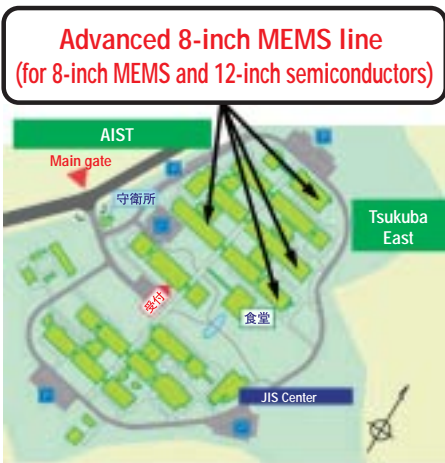 Advanced 8-inch MEMS line
(for 8-inch MEMS and 12-inch semiconductors)
AIST
Main gate
守衛所
Tsukuba
East
受付
食堂
JIS Center